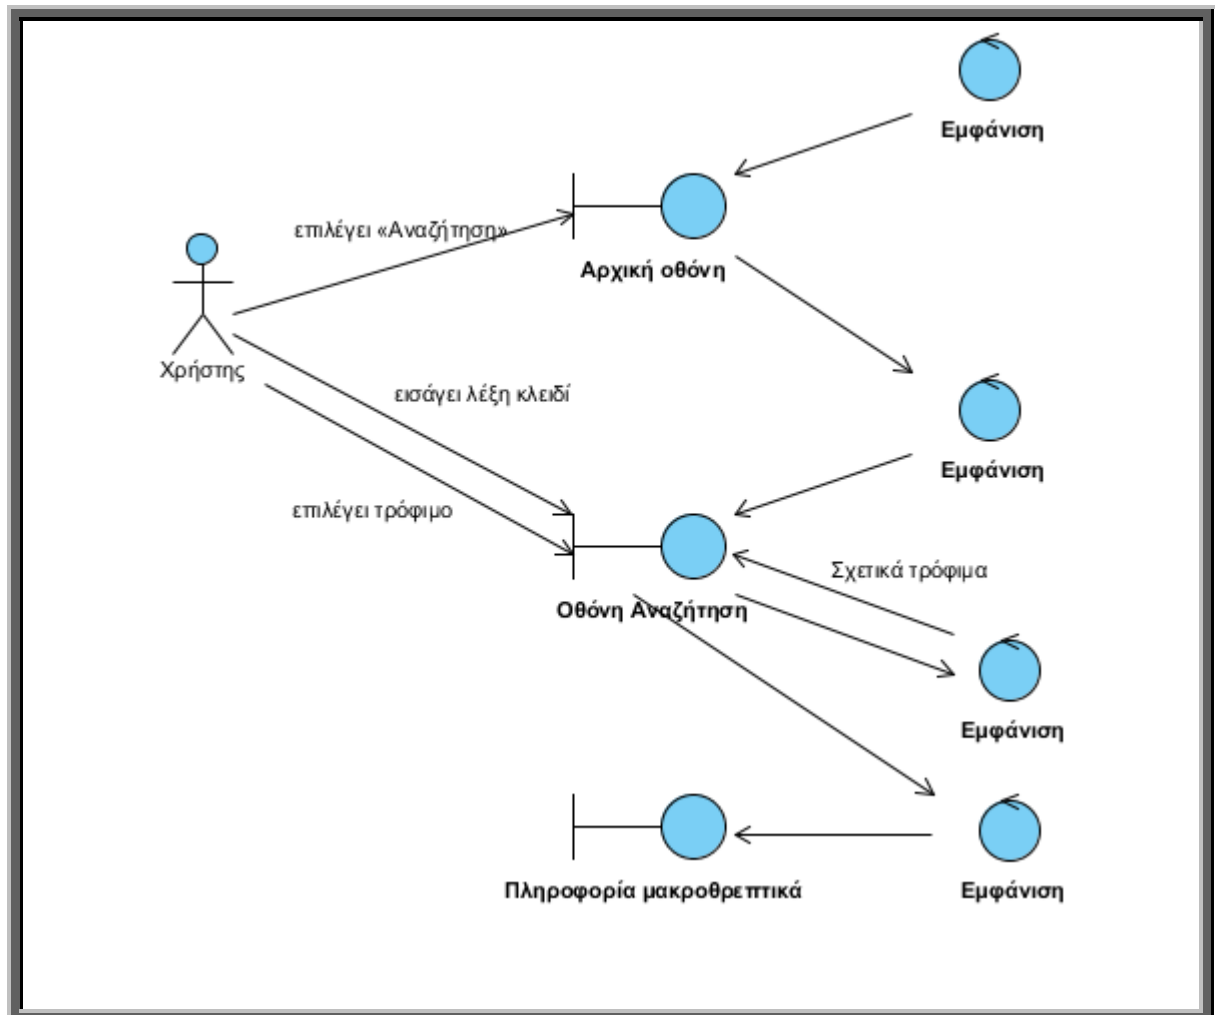 Εμφάνιση
επιλέγει «Αναζήτηση»
Αρχική οθόνη
Χρήστης
εισάγει λέξη κλειδί
Εμφάνιση
επιλέγει τρόφιμο
Σχετικά τρόφιμα
Οθόνη Αναζήτηση
Εμφάνιση
Πληροφορία μακροθρεπτικά
Εμφάνιση